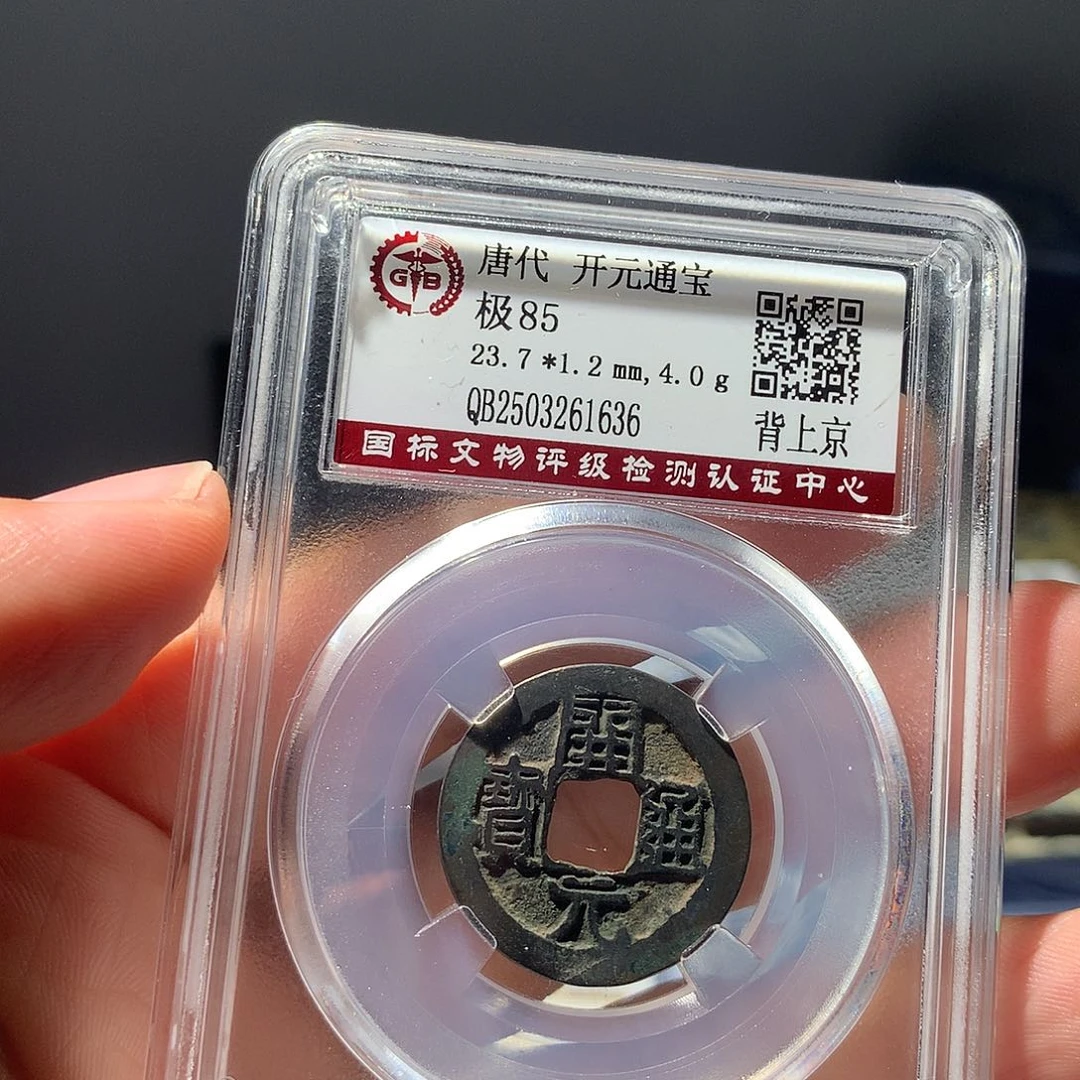 GB
唐代 开元通宝
极85
23.7*1.2mm,4.0g
QB2503261636
背上京
国标文物评级检测认证中心
開
通
元
寶